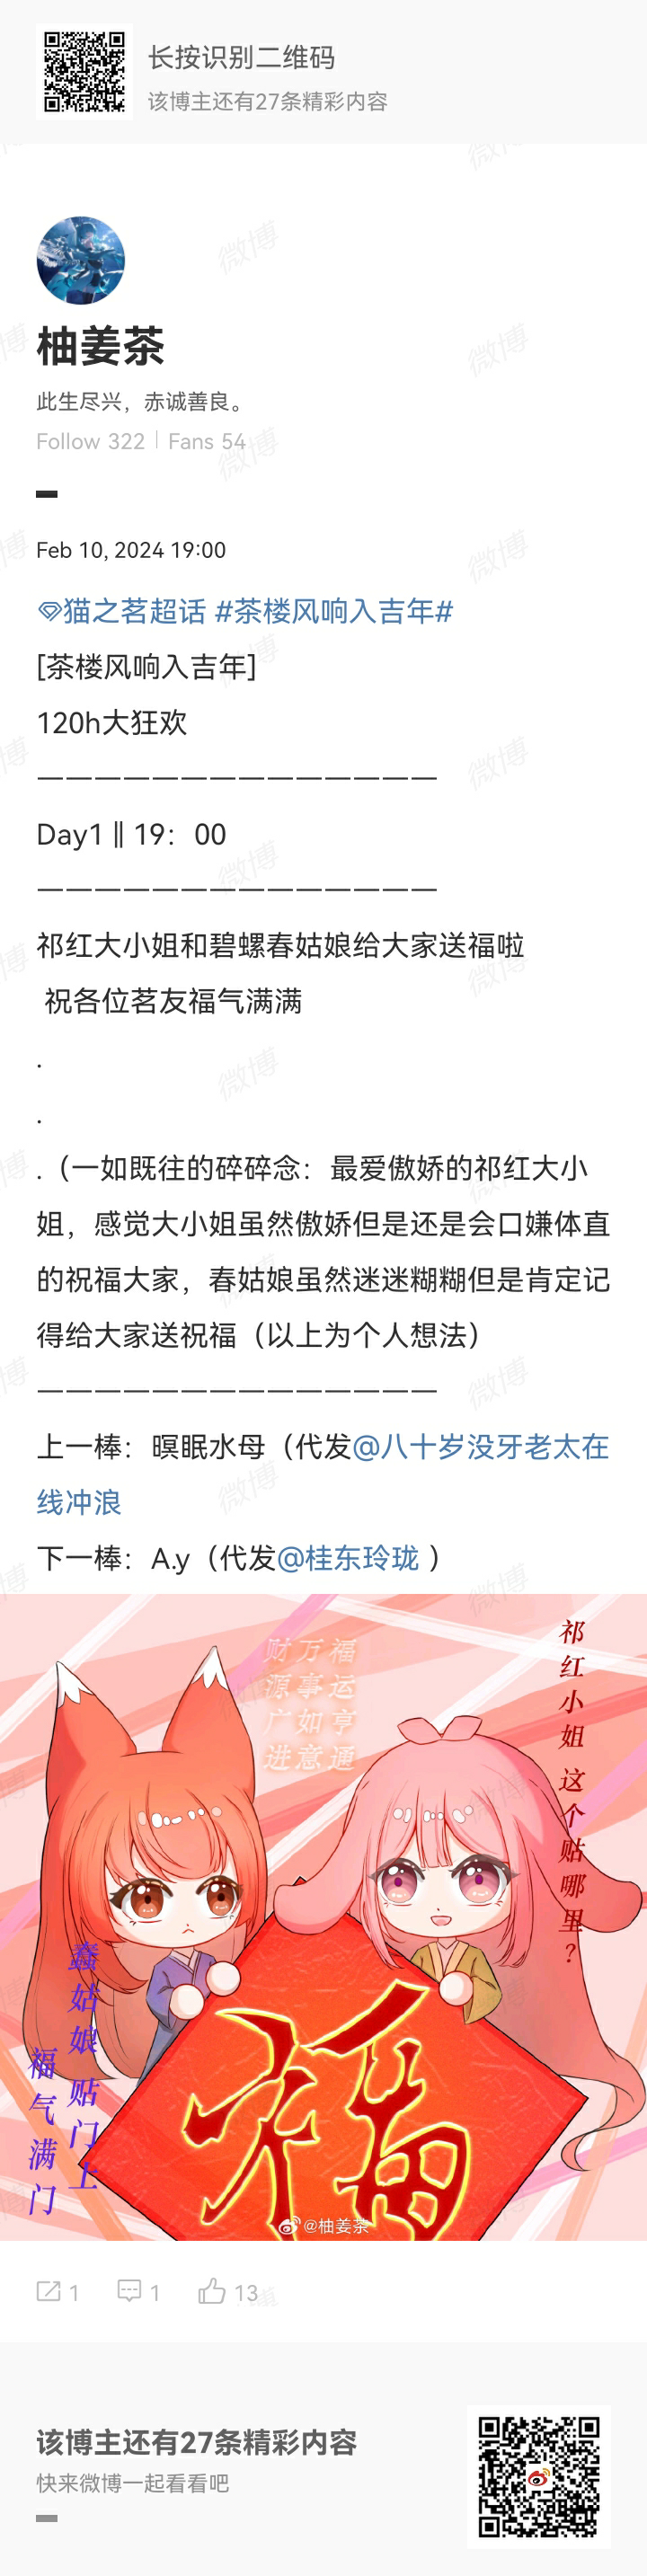 长按识别二维码
该博主还有27条精彩内容
柚姜茶
此生尽兴，赤诚善良。
Follow 322 | Fans 54
Feb 10, 2024 19:00
猫之茗超话 #茶楼风响入吉年#
[茶楼风响入吉年]
120h大狂欢
——————————————
Day1 || 19：00
——————————————
祁红大小姐和碧螺春姑娘给大家送福啦
祝各位茗友福气满满
.
.
.（一如既往的碎碎念：最爱傲娇的祁红大小
姐，感觉大小姐虽然傲娇但是还是会口嫌体直
的祝福大家，春姑娘虽然迷迷糊糊但是肯定记
得给大家送祝福（以上为个人想法）
——————————————
上一棒：暝眠水母（代发@八十岁没牙老太在
线冲浪
下一棒：A.y（代发@桂东玲珑 ）
福运亨通
万事如意
财源广进
祁红小姐 这个贴哪里？
蠢姑娘 贴门上
福气满门
福
@柚姜茶
1 1 13
该博主还有27条精彩内容
快来微博一起看看吧
微博